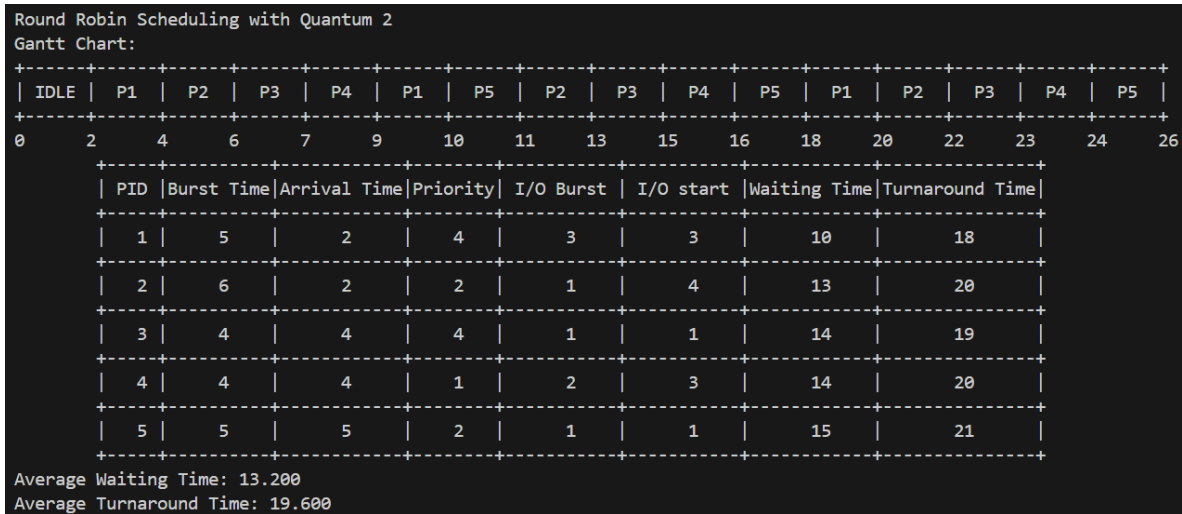 Round Robin Scheduling with Quantum 2
Gantt Chart:
+------+------+------+------+------+------+------+------+------+------+------+------+------+------+------+------+
| IDLE |  P1  |  P2  |  P3  |  P4  |  P1  |  P5  |  P2  |  P3  |  P4  |  P5  |  P1  |  P2  |  P3  |  P4  |  P5  |
+------+------+------+------+------+------+------+------+------+------+------+------+------+------+------+------+
0      2      4      6      7      9      10     11     13     15     16     18     20     22     23     24     26
+-----+----------+------------+--------+-----------+-----------+------------+---------------+
| PID |Burst Time|Arrival Time|Priority| I/O Burst | I/O start |Waiting Time|Turnaround Time|
+-----+----------+------------+--------+-----------+-----------+------------+---------------+
|   1 |     5    |      2     |    4   |     3     |     3     |     10     |      18       |
+-----+----------+------------+--------+-----------+-----------+------------+---------------+
|   2 |     6    |      2     |    2   |     1     |     4     |     13     |      20       |
+-----+----------+------------+--------+-----------+-----------+------------+---------------+
|   3 |     4    |      4     |    4   |     1     |     1     |     14     |      19       |
+-----+----------+------------+--------+-----------+-----------+------------+---------------+
|   4 |     4    |      4     |    1   |     2     |     3     |     14     |      20       |
+-----+----------+------------+--------+-----------+-----------+------------+---------------+
|   5 |     5    |      5     |    2   |     1     |     1     |     15     |      21       |
+-----+----------+------------+--------+-----------+-----------+------------+---------------+
Average Waiting Time: 13.200
Average Turnaround Time: 19.600